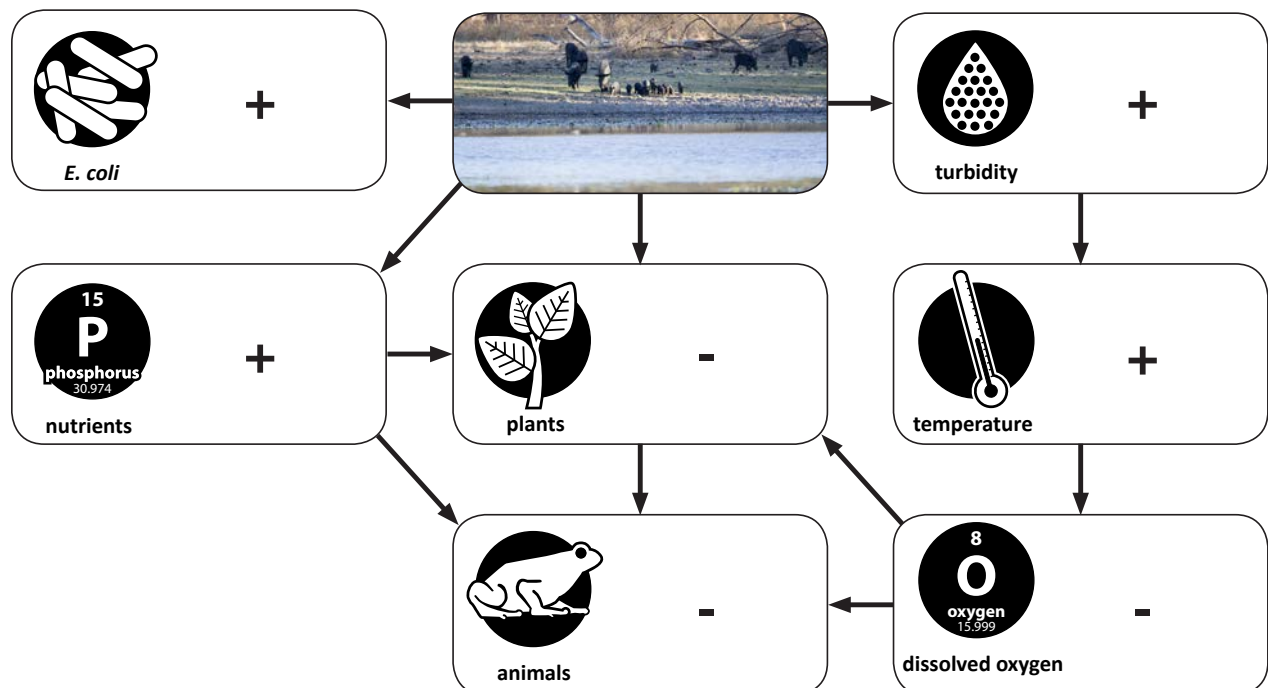 +
E. coli
+
turbidity
15
P
phosphorus
30.974
+
nutrients
-
plants
+
temperature
-
animals
8
O
oxygen
15.999
-
dissolved oxygen